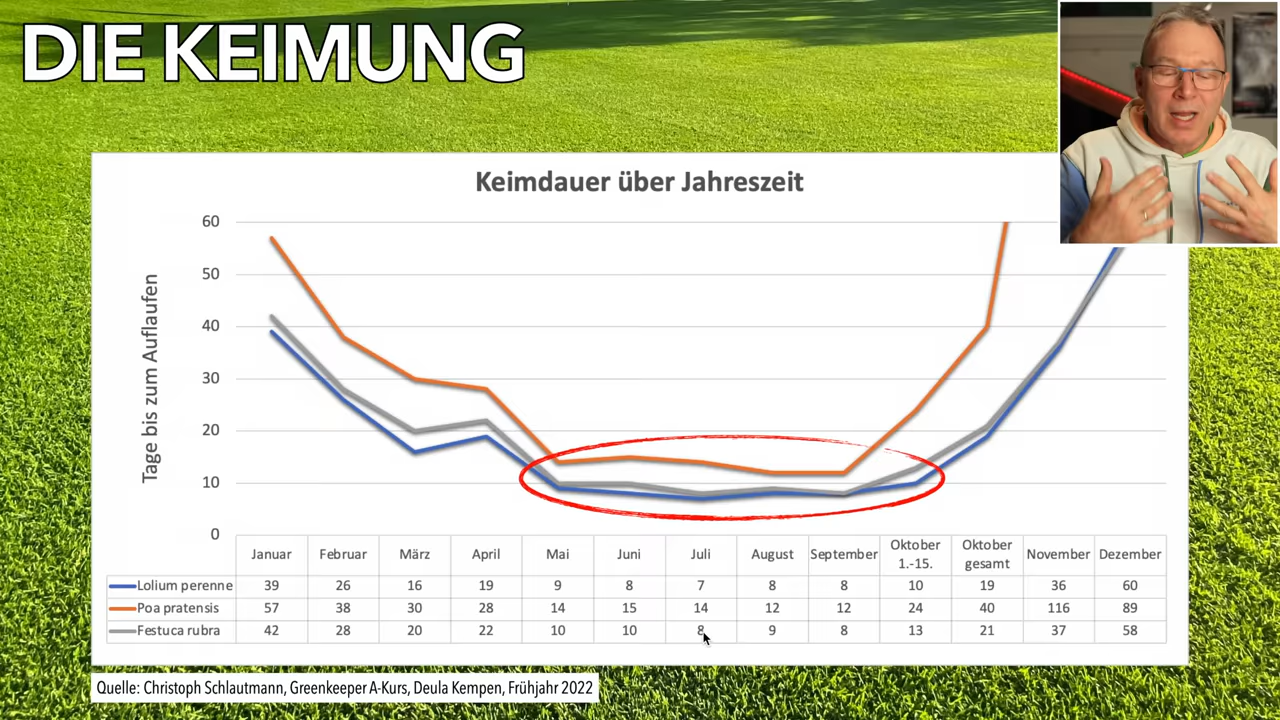 DIE KEIMUNG
Keimdauer über Jahreszeit
Tage bis zum Auflaufen
60
50
40
30
20
10
0
Januar Februar März April Mai Juni Juli August September Oktober 1.-15. Oktober gesamt November Dezember
Lolium perenne 39 26 16 19 9 8 7 8 8 10 19 36 60
Poa pratensis 57 38 30 28 14 15 14 12 12 24 40 116 89
Festuca rubra 42 28 20 22 10 10 8 9 8 13 21 37 58
Quelle: Christoph Schlautmann, Greenkeeper A-Kurs, Deula Kempen, Frühjahr 2022